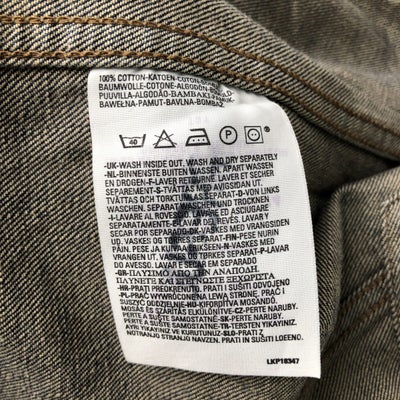 100% COTTON-KATOEN-COTON-
BAUMWOLLE-COTONE-ALGODÓN-
PUUVILLA-ALGODÃO-ΒΑΜΒΑΚΙ-PAMUK-
BAWEŁNA-PAMUT-BAVLNA-BOMBAŽ
40 P
-UK-WASH INSIDE OUT. WASH AND DRY SEPARATELY
-NL-BINNENSTE BUITEN WASSEN. APART WASSEN
EN DROGEN-F-LAVER RETOURNE. LAVER ET SECHER
SEPAREMENT-S-TVÄTTAS MED AVIGSIDAN UT.
TVÄTTAS OCH TORKUMLAS SEPARAT-D-VON LINKS
WASCHEN, SEPARAT WASCHEN UND TROCKNEN
-I-LAVARE AL ROVESCIO. LAVARE ED ASCIUGARE
SEPARATAMENTE-E-LAVAR DEL REVÉS. LAVAR Y
SECAR POR SEPARADO-DK-VASKES MED VRANGSIDEN
UD. VASKES OG TØRRES SEPARAT-FIN-PESE NURIN
PÄIN. PESE JA KUIVAA ERIKSEEN-N-VASKES MED
VRANGEN UT, VASKES OG TØRKES SEPARAT-P-LAVAR
DO AVESSO. LAVAR E SECAR EM SEPARADO
-GR-ΠΛΥΣΙΜΟ ΑΠΟ ΤΗΝ ΑΝΑΠΟΔΗ.
ΠΛΥΝΕΤΕ ΚΑΙ ΣΤΕΓΝΩΣΤΕ ΞΕΧΩΡΙΣΤΑ
-HR-PRATI PREOKRENUTO. PRATI I SUŠITI ODVOJENO
-PL-PRAĆ WYWRÓCONE NA LEWĄ STRONĘ. PRAĆ I
SUSZYĆ ODDZIELNIE-HU-KIFORDÍTVA MOSANDÓ.
MOSÁS ÉS SZÁRÍTÁS ELKÜLÖNÍTVE-CZ-PERTE NARUBY.
PERTE A SUŠTE SAMOSTATNĚ-SK-PERTE NARUBY.
PERTE A SUŠTE SAMOSTATNE-TR-TERSTEN YIKAYINIZ.
AYRI YIKAYINIZ VE KURUTUNUZ-SLO-PRATI Z
NOTRANJO STRANJO NAVZVEN. PRATI IN SUŠITI LOČENO.
LKP18347